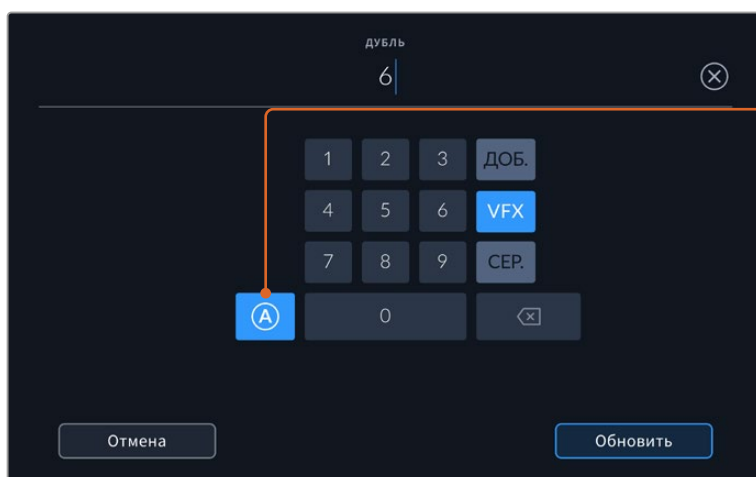 ДУБЛЬ
6
1 2 3 ДОБ.
4 5 6 VFX
7 8 9 СЕР.
A 0
Отмена Обновить